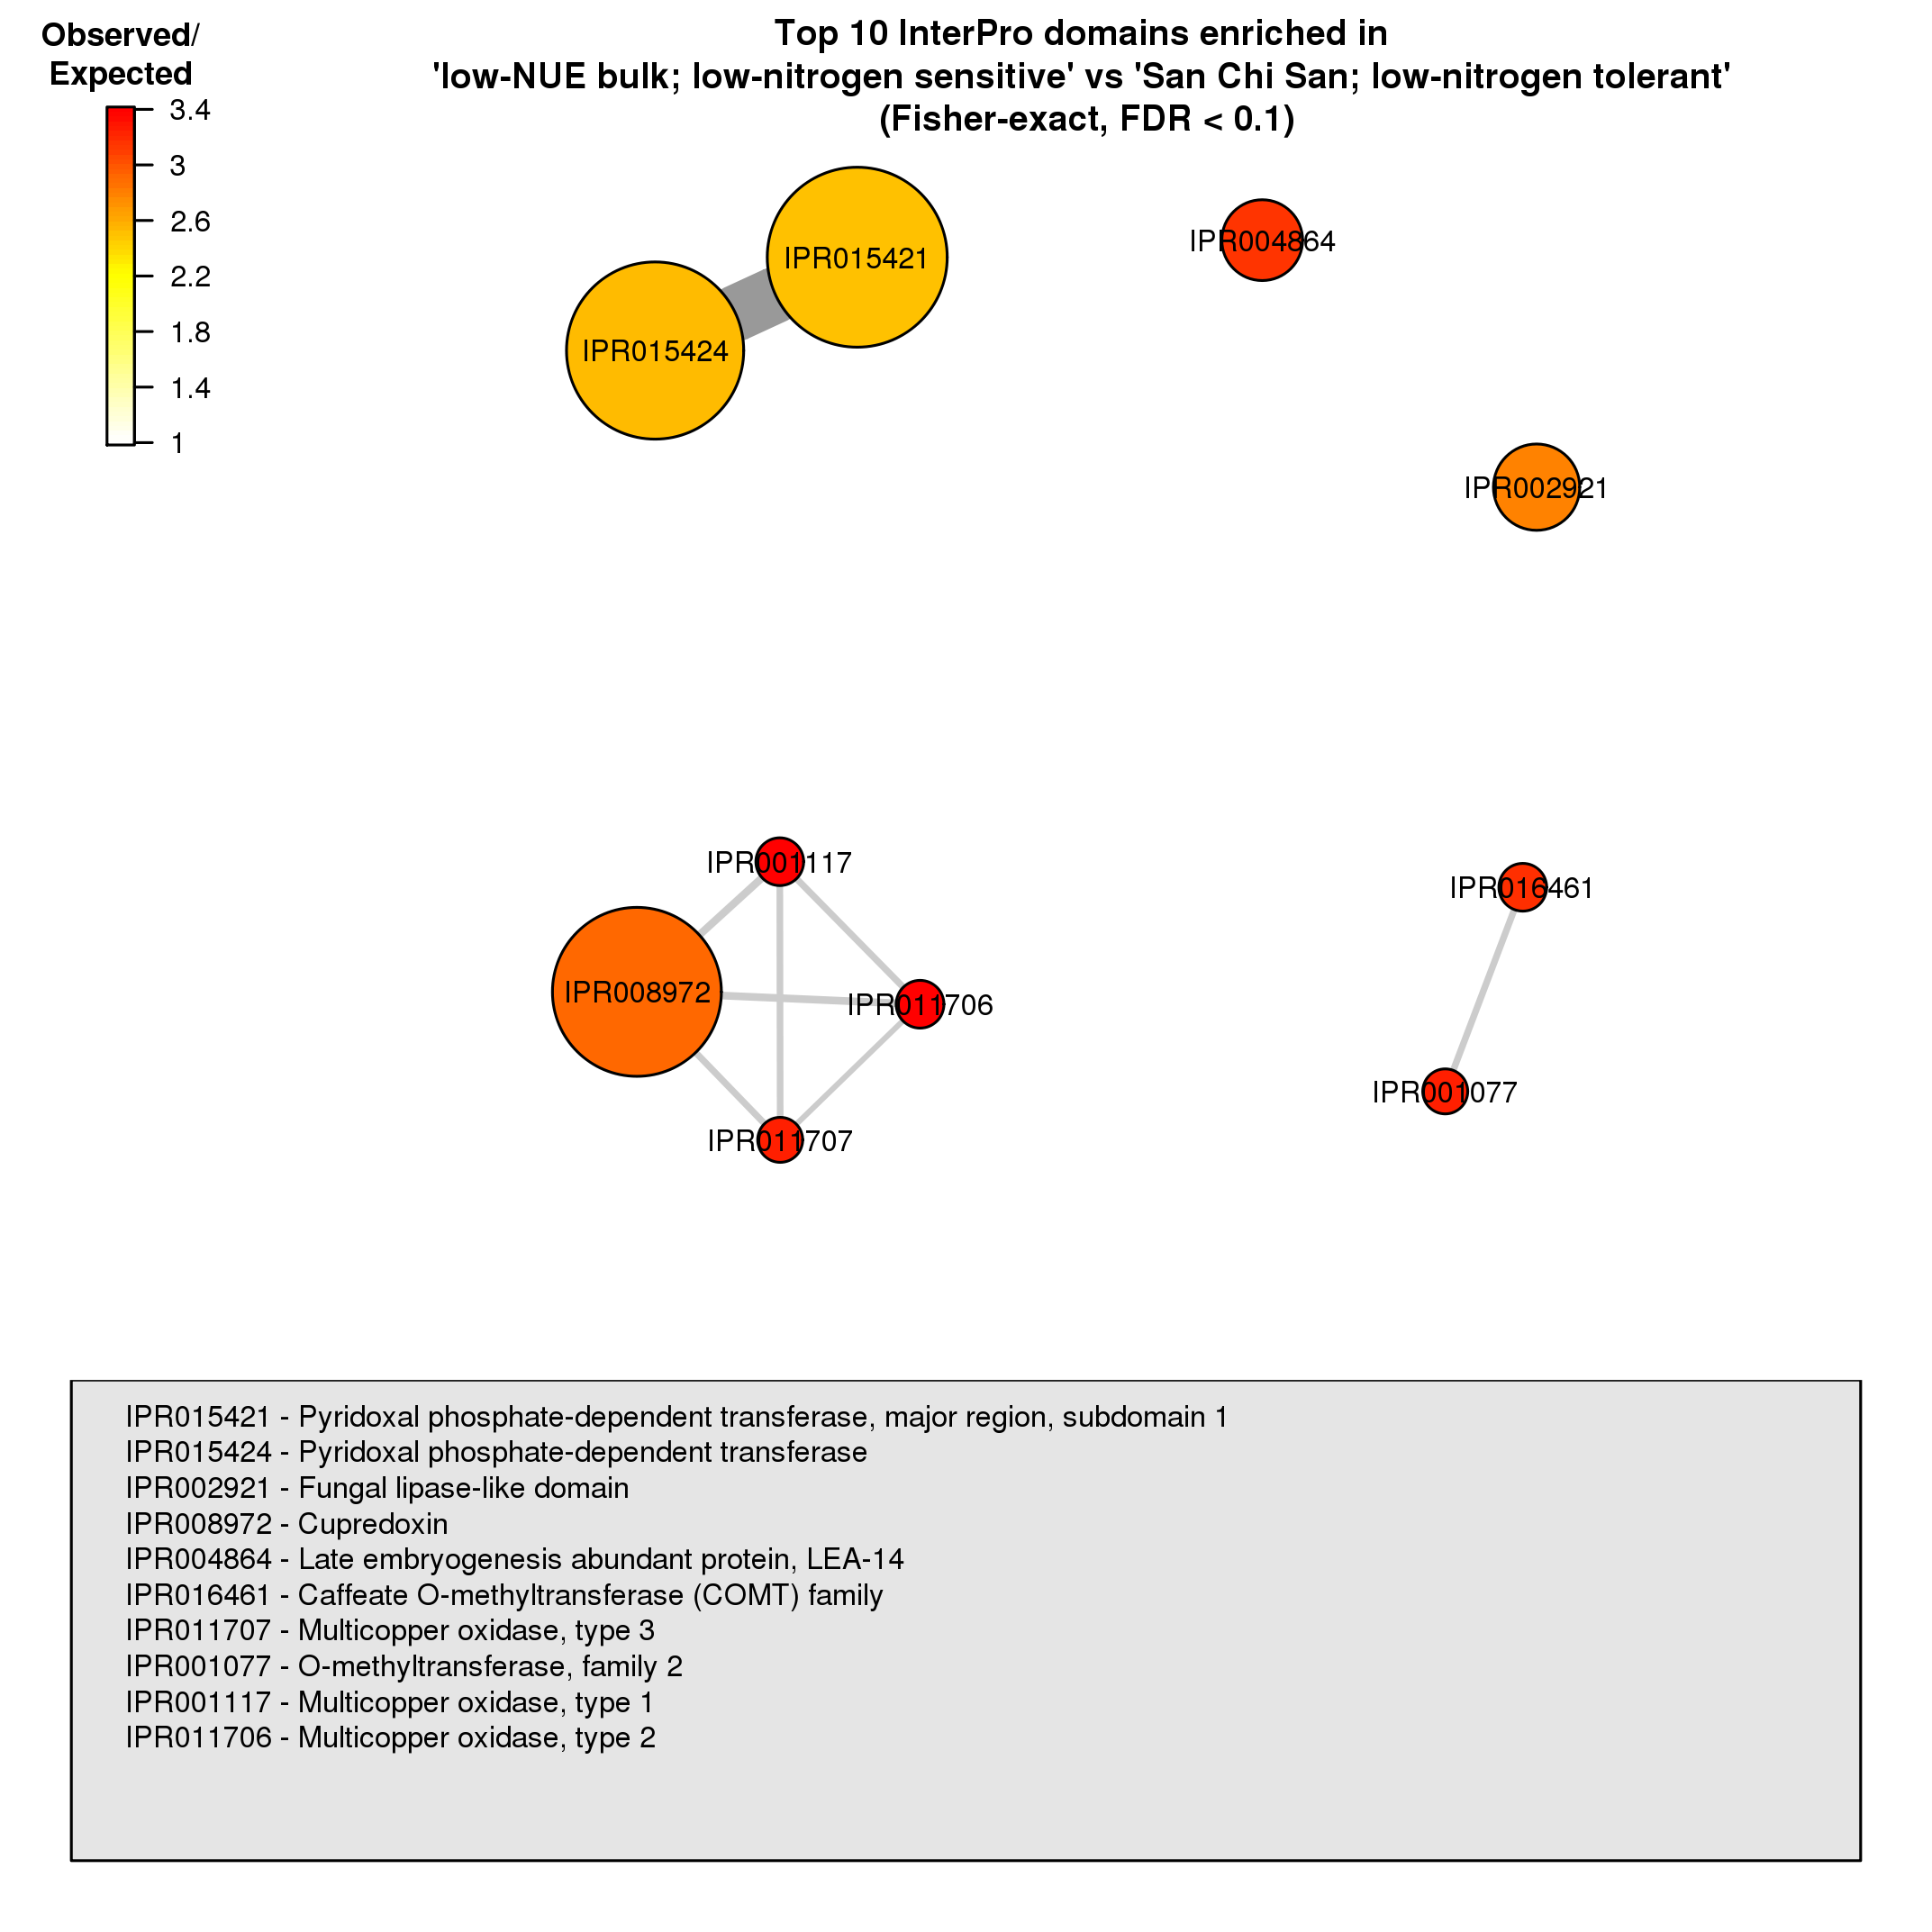 Observed/
Expected
3.4
3
2.6
2.2
1.8
1.4
1
Top 10 InterPro domains enriched in
'low-NUE bulk; low-nitrogen sensitive' vs 'San Chi San; low-nitrogen tolerant'
(Fisher-exact, FDR < 0.1)
IPR004864
IPR015421
IPR015424
IPR002921
IPR001117
IPR016461
IPR008972
IPR011706
IPR001077
IPR011707
IPR015421 - Pyridoxal phosphate-dependent transferase, major region, subdomain 1
IPR015424 - Pyridoxal phosphate-dependent transferase
IPR002921 - Fungal lipase-like domain
IPR008972 - Cupredoxin
IPR004864 - Late embryogenesis abundant protein, LEA-14
IPR016461 - Caffeate O-methyltransferase (COMT) family
IPR011707 - Multicopper oxidase, type 3
IPR001077 - O-methyltransferase, family 2
IPR001117 - Multicopper oxidase, type 1
IPR011706 - Multicopper oxidase, type 2